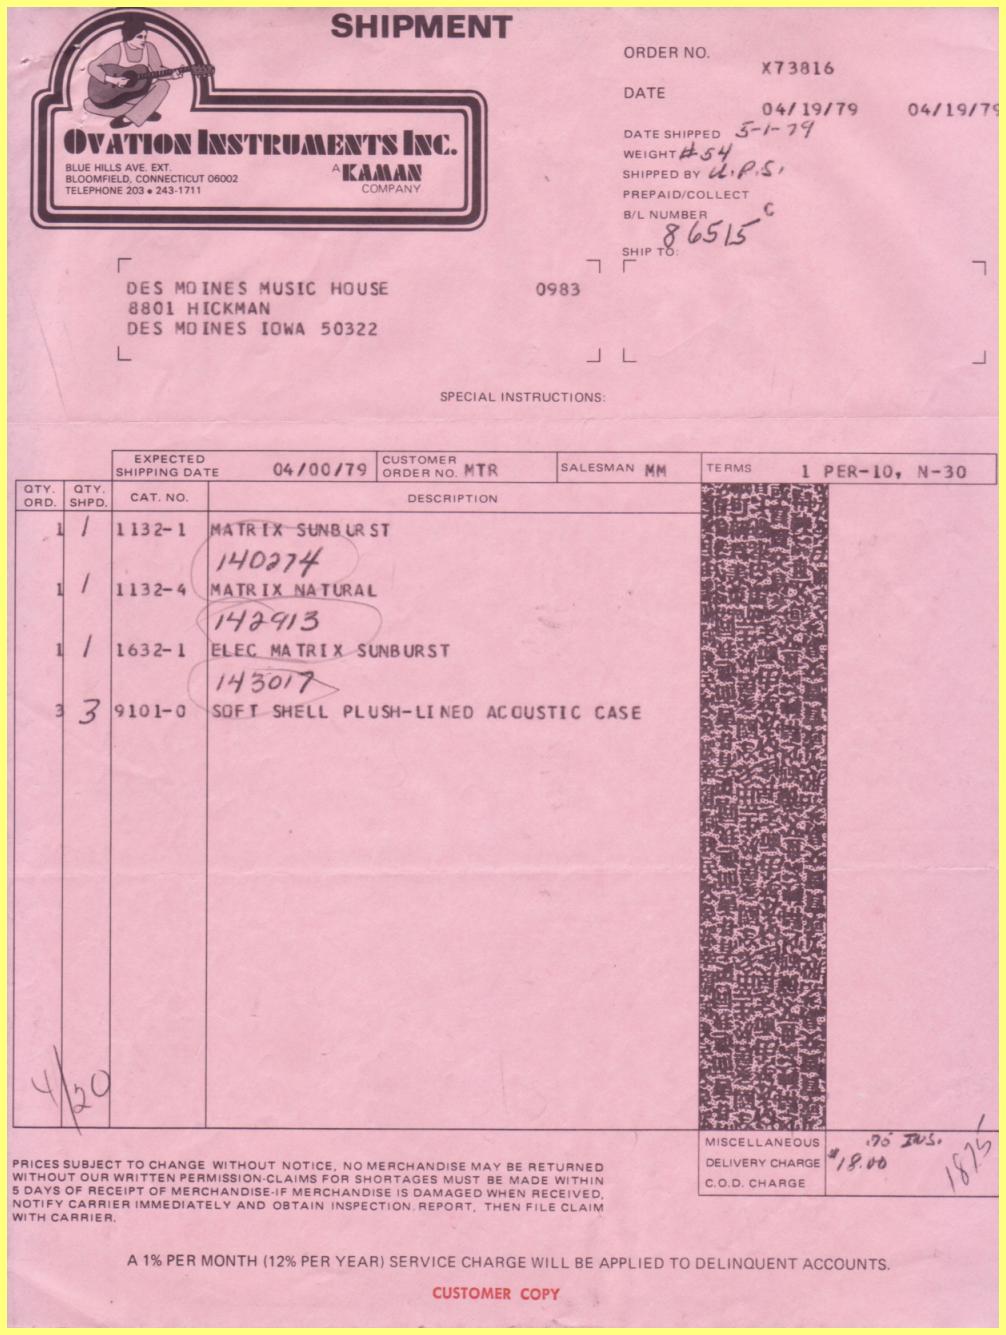 SHIPMENT
OVATION INSTRUMENTS INC.
BLUE HILLS AVE. EXT.
BLOOMFIELD, CONNECTICUT 06002
TELEPHONE 203 • 243-1711
A KAMAN COMPANY
ORDER NO.
X73816
DATE
04/19/79 04/19/79
DATE SHIPPED 5-1-79
WEIGHT #54
SHIPPED BY U.P.S.
PREPAID/COLLECT
B/L NUMBER C
86515
SHIP TO:
DES MOINES MUSIC HOUSE 0983
8801 HICKMAN
DES MOINES IOWA 50322
SPECIAL INSTRUCTIONS:
EXPECTED SHIPPING DATE 04/00/79 CUSTOMER ORDER NO. MTR SALESMAN MM TERMS 1 PER-10, N-30
QTY. ORD. QTY. SHPD. CAT. NO. DESCRIPTION
1 1 1132-1 MATRIX SUNBURST
140274
1 1 1132-4 MATRIX NATURAL
142913
1 1 1632-1 ELEC MATRIX SUNBURST
143017
3 3 9101-0 SOFT SHELL PLUSH-LINED ACOUSTIC CASE
4/20
MISCELLANEOUS .75 INS.
DELIVERY CHARGE $18.00
C.O.D. CHARGE
1875
PRICES SUBJECT TO CHANGE WITHOUT NOTICE, NO MERCHANDISE MAY BE RETURNED
WITHOUT OUR WRITTEN PERMISSION-CLAIMS FOR SHORTAGES MUST BE MADE WITHIN
5 DAYS OF RECEIPT OF MERCHANDISE-IF MERCHANDISE IS DAMAGED WHEN RECEIVED,
NOTIFY CARRIER IMMEDIATELY AND OBTAIN INSPECTION REPORT, THEN FILE CLAIM
WITH CARRIER.
A 1% PER MONTH (12% PER YEAR) SERVICE CHARGE WILL BE APPLIED TO DELINQUENT ACCOUNTS.
CUSTOMER COPY